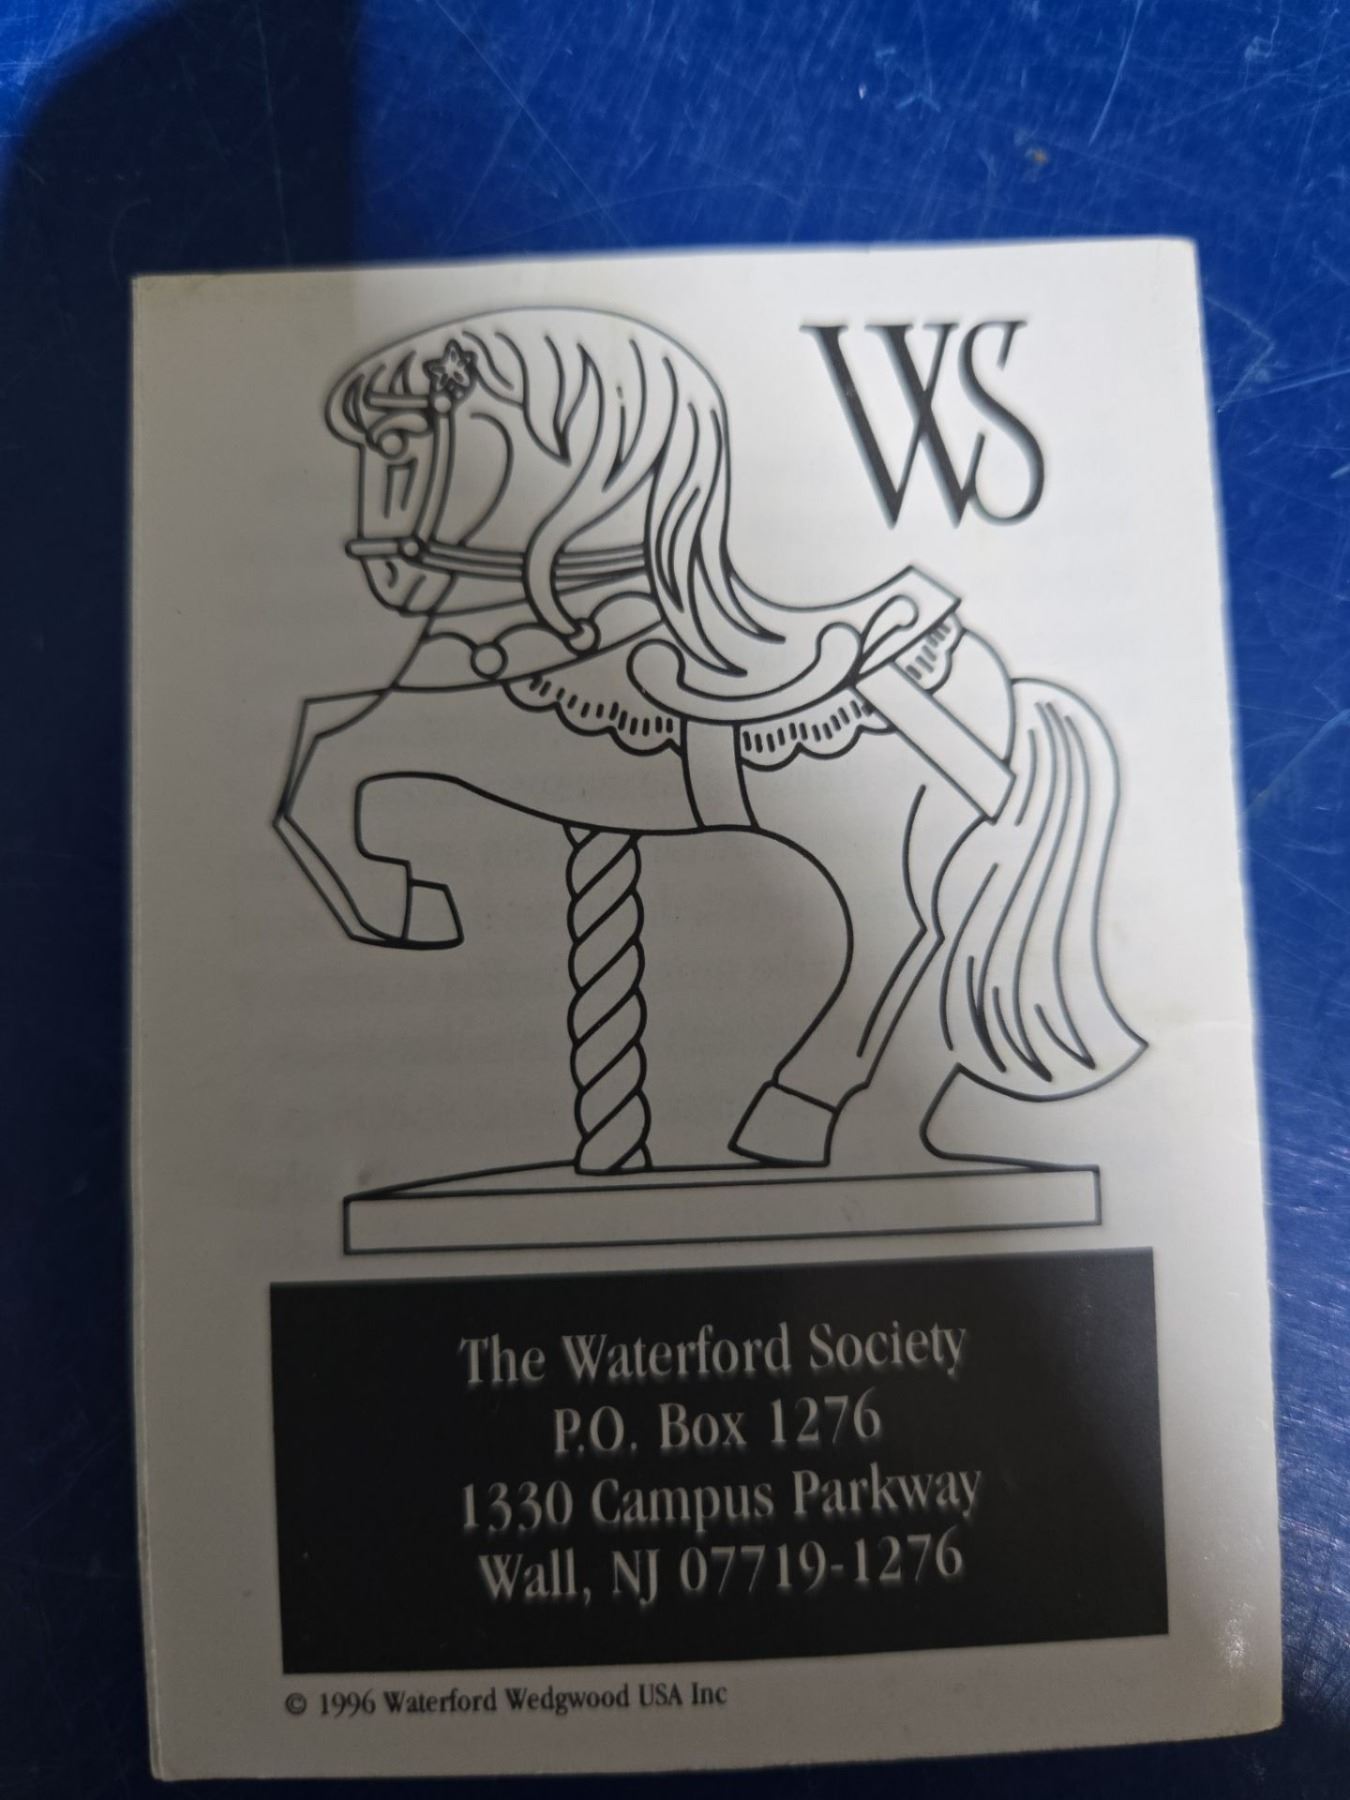 WS
The Waterford Society
P.O. Box 1276
1330 Campus Parkway
Wall, NJ 07719-1276
© 1996 Waterford Wedgwood USA Inc